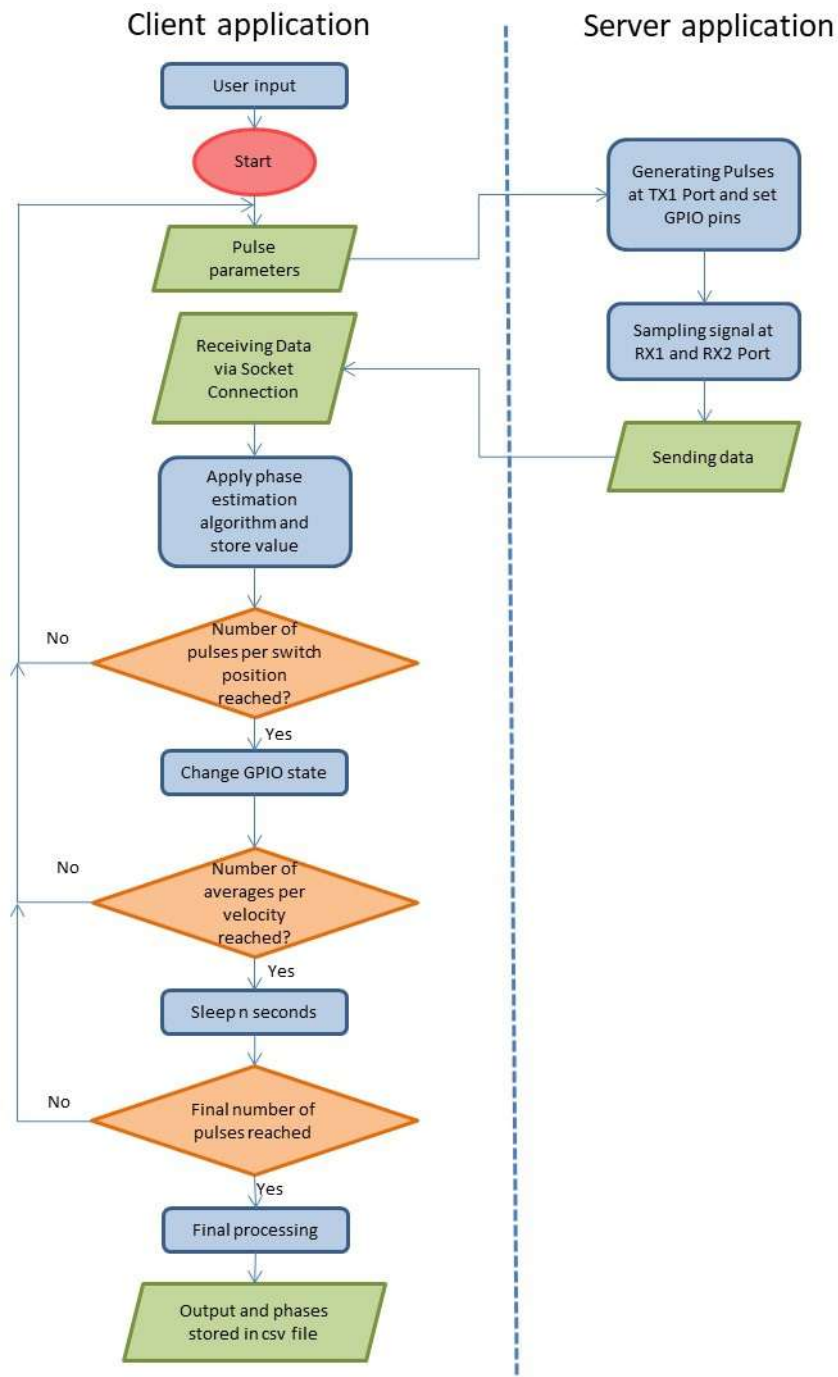 Client application
Server application
User input
Start
Pulse
parameters
Generating Pulses
at TX1 Port and set
GPIO pins
Sampling signal at
RX1 and RX2 Port
Sending data
Receiving Data
via Socket
Connection
Apply phase
estimation
algorithm and
store value
Number of
pulses per switch
position
reached?
No
Yes
Change GPIO state
Number of
averages per
velocity
reached?
No
Yes
Sleep n seconds
Final number of
pulses reached
No
Yes
Final processing
Output and phases
stored in csv file